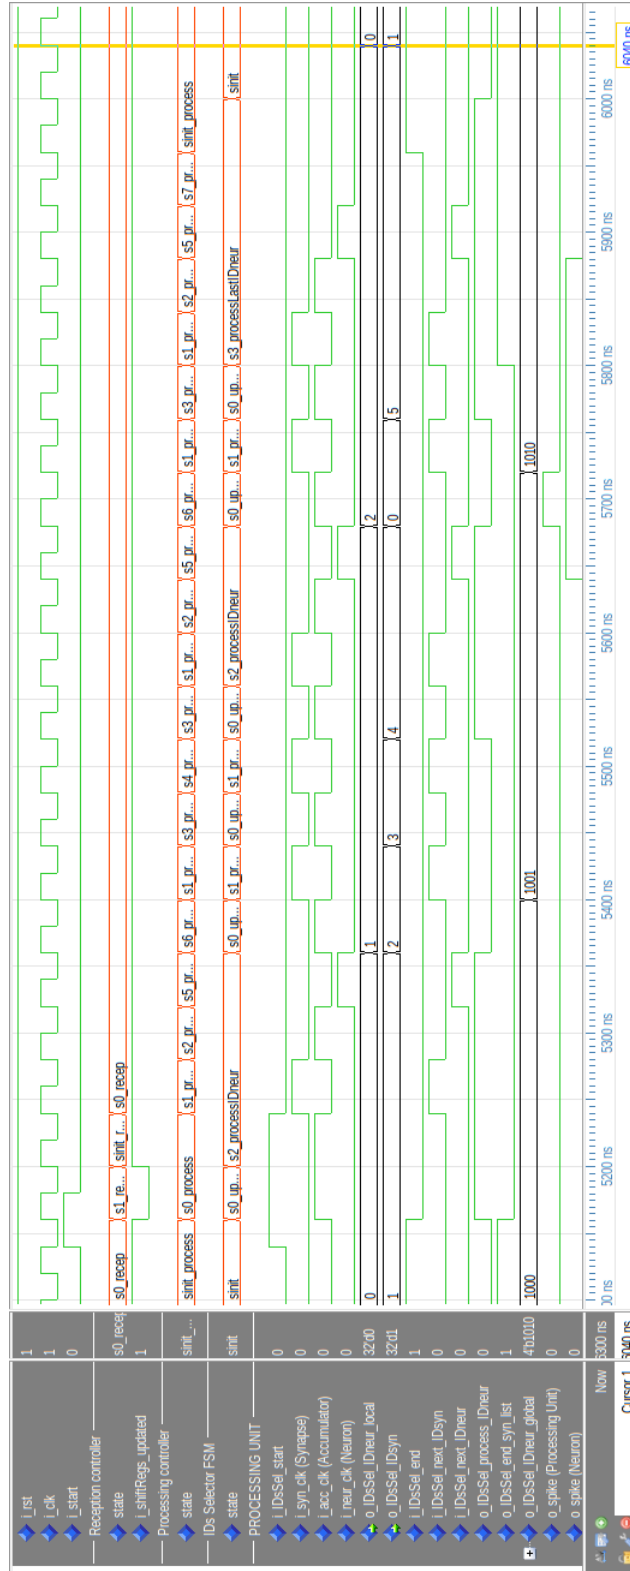 i_rst 1
i_clk 1
i_start 0
Reception controller
state s0_recep s0_recep s1_re... sinit_r... s0_recep
i_shiftRegs_updated 1
Processing controller
state sinit_... sinit_process s0_process s1_pr... s2_pr... s5_pr... s6_pr... s1_pr... s3_pr... s4_pr... s3_pr... s1_pr... s2_pr... s5_pr... s6_pr... s1_pr... s3_pr... s1_pr... s2_pr... s5_pr... s7_pr... sinit_process
IDs Selector FSM
state sinit sinit s0_up... s2_processIDneur s0_up... s1_pr... s0_up... s1_pr... s0_up... s2_processIDneur s0_up... s1_pr... s0_up... s3_processLastIDneur sinit
PROCESSING UNIT
i_IDsSel_start 0
i_syn_clk (Synapse) 0
i_acc_clk (Accumulator) 0
i_neur_clk (Neuron) 0
o_IDsSel_IDneur_local 32'd0 0 1 2 0
o_IDsSel_IDsyn 32'd1 1 2 3 4 0 5 1
i_IDsSel_end 1
i_IDsSel_next_IDsyn 0
i_IDsSel_next_IDneur 0
o_IDsSel_process_IDneur 0
o_IDsSel_end_syn_list 1
o_IDsSel_IDneur_global 4'b1010 1000 1001 1010
o_spike (Processing Unit) 0
o_spike (Neuron) 0
Now 5300 ns 00 ns 5200 ns 5300 ns 5400 ns 5500 ns 5600 ns 5700 ns 5800 ns 5900 ns 6000 ns
Cursor 1 6040 ns 6040 ns